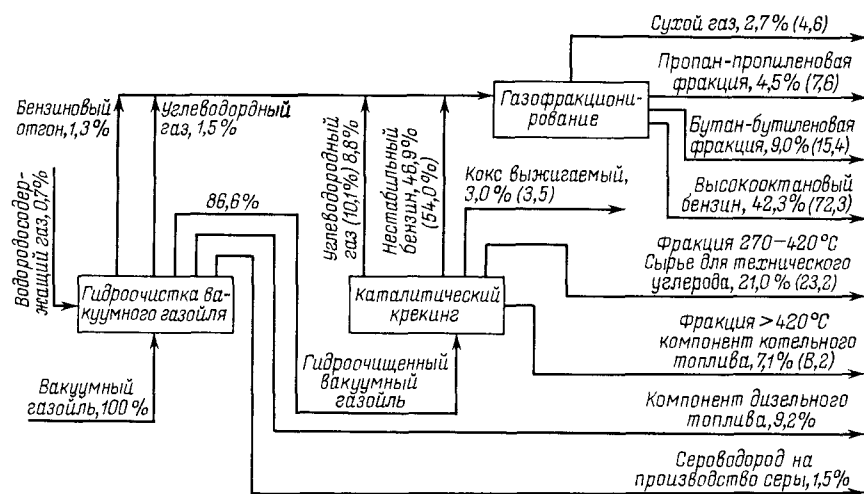 Сухой газ, 2,7% (4,6)
Пропан-пропиленовая
фракция, 4,5% (7,6)
Газофракциони-
рование
Бутан-бутиленовая
фракция, 9,0% (15,4)
Высокооктановый
бензин, 42,3% (72,3)
Бензиновый
отгон, 1,3%
Углеводордный
газ, 1,5%
Водородосодер-
жащий газ, 0,7%
86,6%
Углеводородный
газ (10,1%) 8,8%
Нестабильный
бензин, 46,9%
(54,0%)
Кокс выжигаемый,
3,0% (3,5)
Фракция 270–420°С
Сырье для технического
углерода, 21,0% (23,2)
Гидроочистка ва-
куумного газойля
Каталитический
крекинг
Фракция >420°С
компонент котельного
топлива, 7,1% (8,2)
Вакуумный
газойль, 100%
Гидроочищенный
вакуумный
газойль
Компонент дизельного
топлива, 9,2%
Сероводород на
производство серы, 1,5%